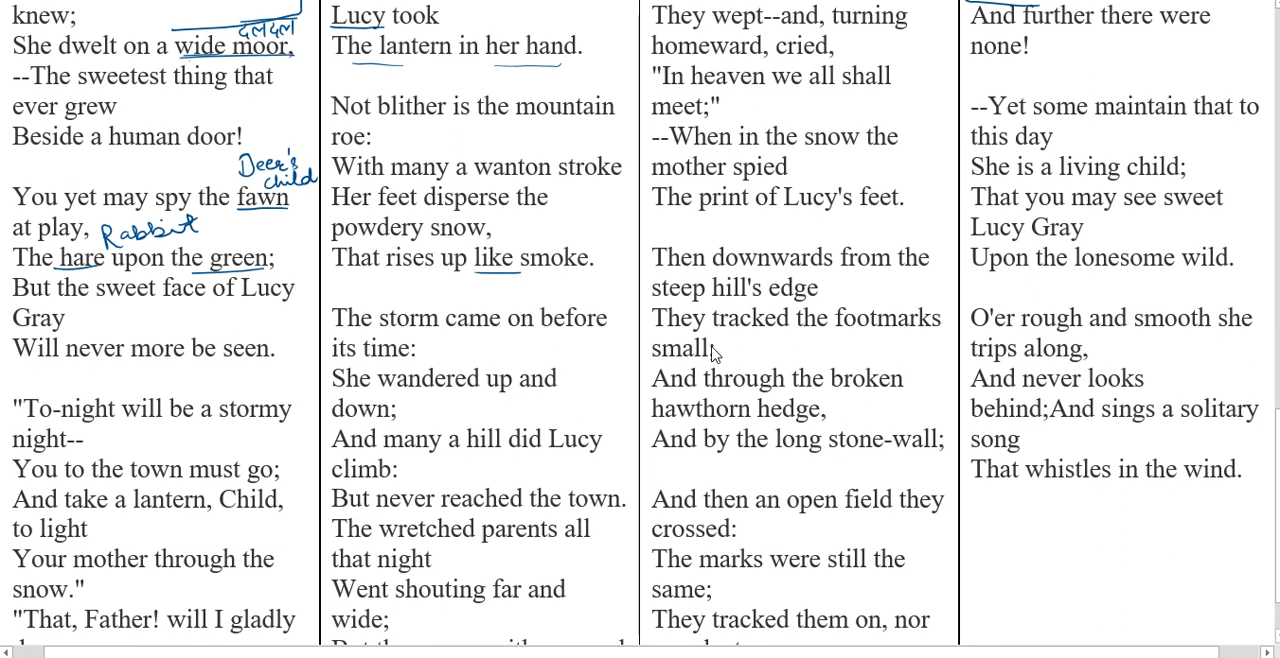 knew;
दलदल
She dwelt on a wide moor,
--The sweetest thing that
ever grew
Beside a human door!
Deer's
child
You yet may spy the fawn
at play,
Rabbit
The hare upon the green;
But the sweet face of Lucy
Gray
Will never more be seen.
"To-night will be a stormy
night--
You to the town must go;
And take a lantern, Child,
to light
Your mother through the
snow."
"That, Father! will I gladly
Lucy took
The lantern in her hand.
Not blither is the mountain
roe:
With many a wanton stroke
Her feet disperse the
powdery snow,
That rises up like smoke.
The storm came on before
its time:
She wandered up and
down;
And many a hill did Lucy
climb:
But never reached the town.
The wretched parents all
that night
Went shouting far and
wide;
They wept--and, turning
homeward, cried,
"In heaven we all shall
meet;"
--When in the snow the
mother spied
The print of Lucy's feet.
Then downwards from the
steep hill's edge
They tracked the footmarks
small;
And through the broken
hawthorn hedge,
And by the long stone-wall;
And then an open field they
crossed:
The marks were still the
same;
They tracked them on, nor
And further there were
none!
--Yet some maintain that to
this day
She is a living child;
That you may see sweet
Lucy Gray
Upon the lonesome wild.
O'er rough and smooth she
trips along,
And never looks
behind;And sings a solitary
song
That whistles in the wind.